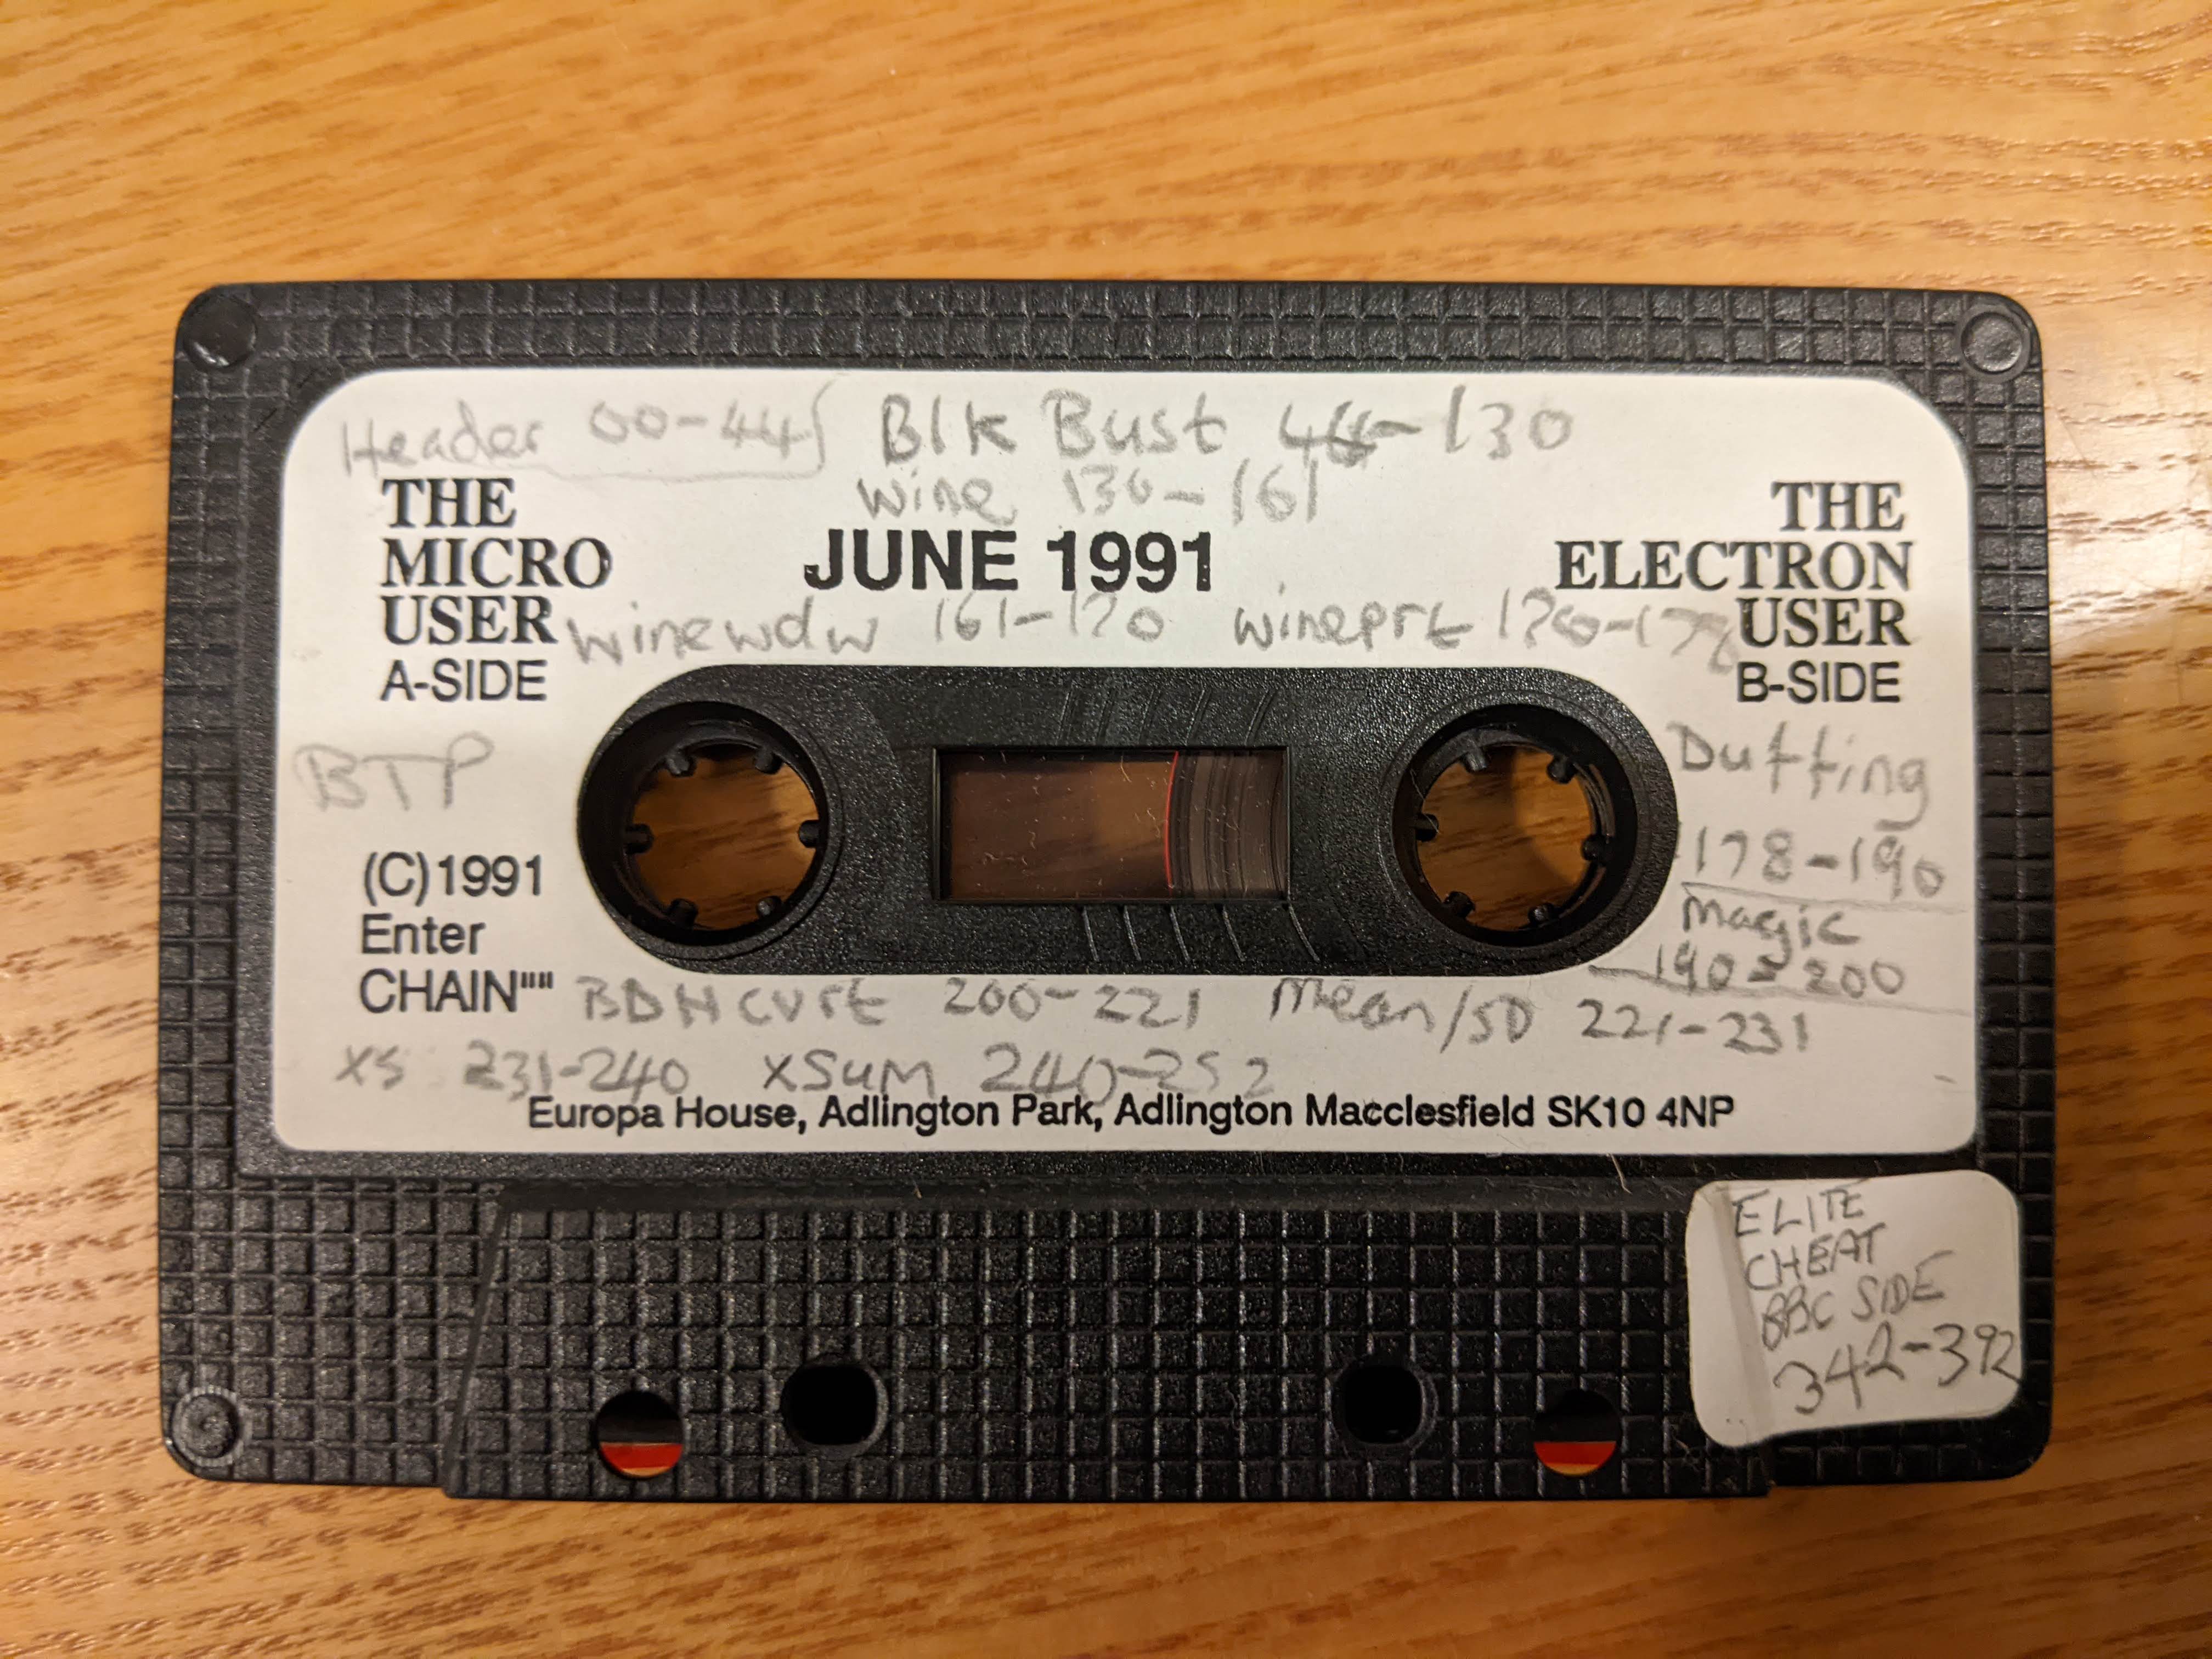 Header 00-44 Blk Bust 44-130
Wine 130-161
THE
MICRO
USER
A-SIDE
JUNE 1991
THE
ELECTRON
USER
B-SIDE
winewdw 161-170 wineprt 170-178
BTP
Duffing
178-190
Magic
190-200
(C)1991
Enter
CHAIN""
BDHCvrt 200-221 Mean/SD 221-231
XS 231-240 XSum 240-252
Europa House, Adlington Park, Adlington Macclesfield SK10 4NP
ELITE
CHEAT
BBC SIDE
342-392